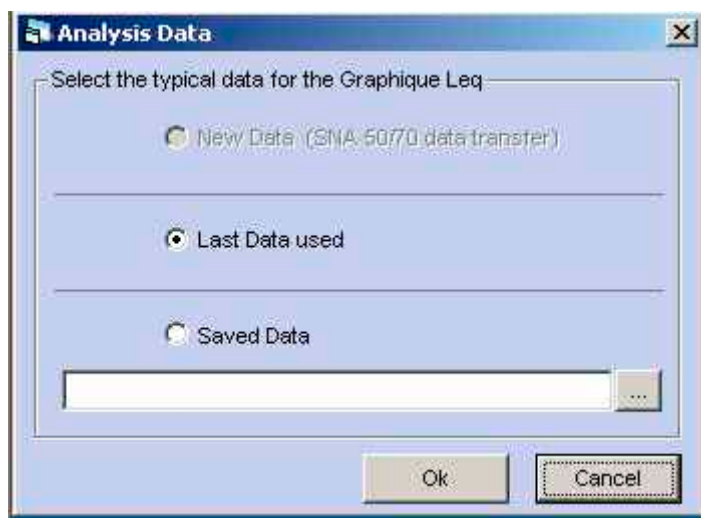 Analysis Data
Select the typical data for the Graphique Leq
New Data (SNA 50/70 data transfer)
Last Data used
Saved Data
...
Ok
Cancel